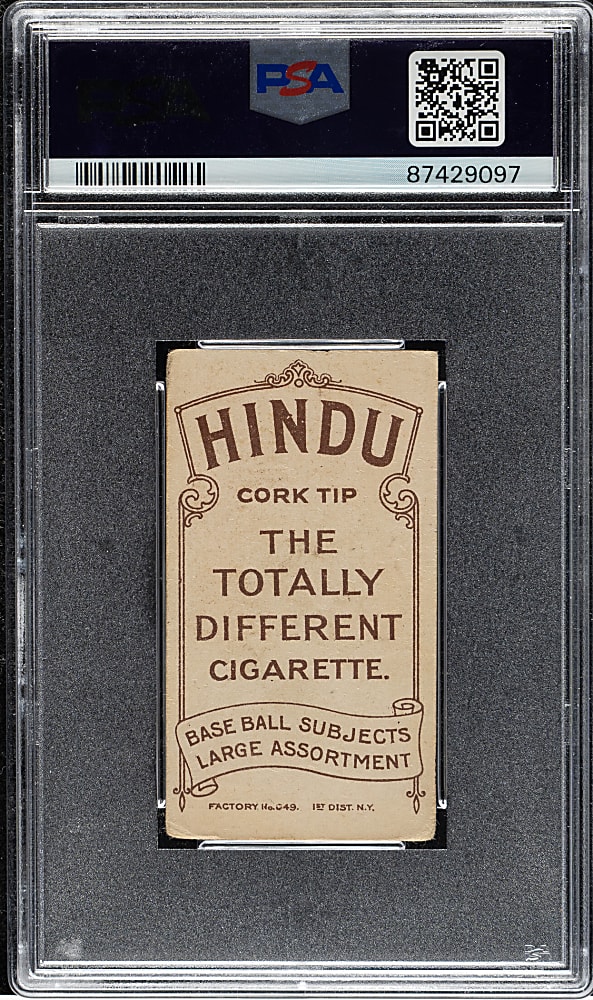 PSA
87429097
HINDU
CORK TIP
THE
TOTALLY
DIFFERENT
CIGARETTE.
BASE BALL SUBJECTS
LARGE ASSORTMENT
FACTORY No. 649. 1ST DIST. N.Y.